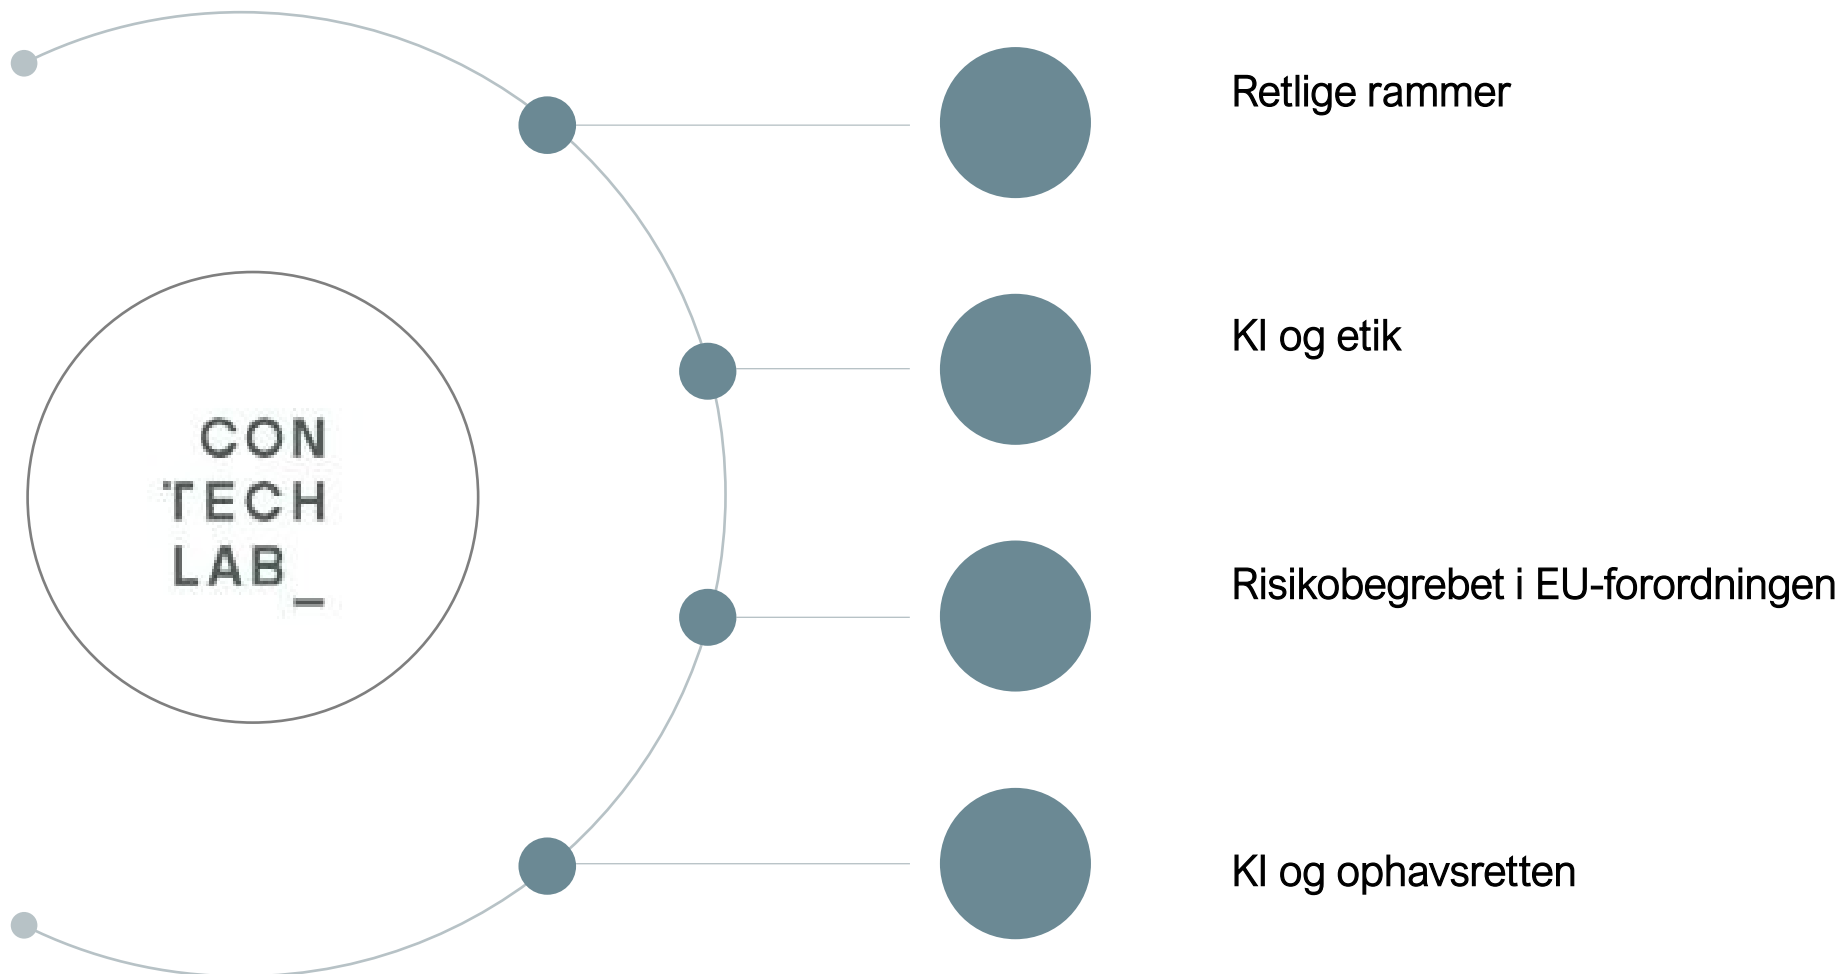 CON
TECH
LAB_
Retlige rammer
KI og etik
Risikobegrebet i EU-forordningen
KI og ophavsretten